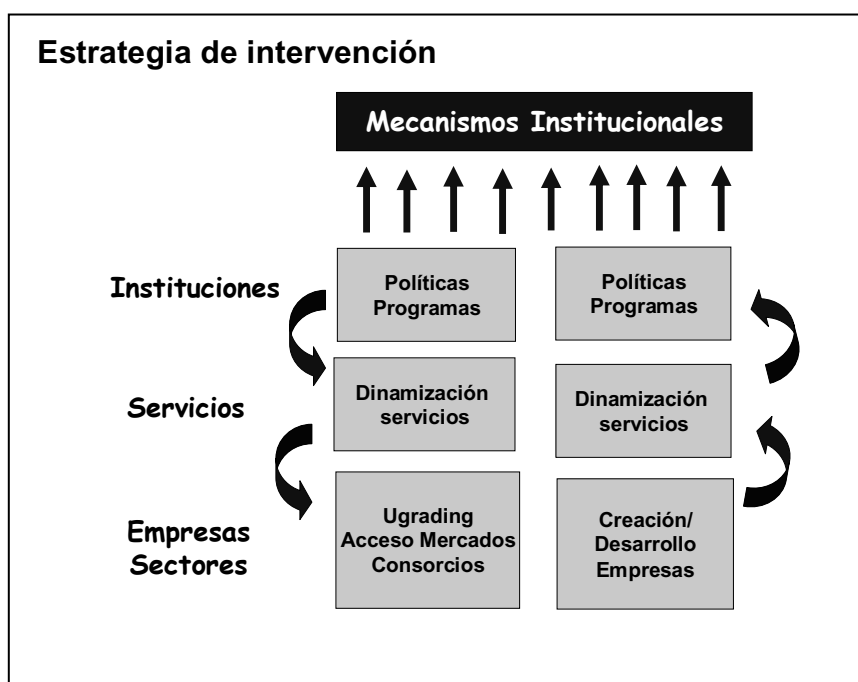 Estrategia de intervención
Mecanismos Institucionales
Instituciones
Políticas
Programas
Políticas
Programas
Servicios
Dinamización
servicios
Dinamización
servicios
Empresas
Sectores
Ugrading
Acceso Mercados
Consorcios
Creación/
Desarrollo
Empresas